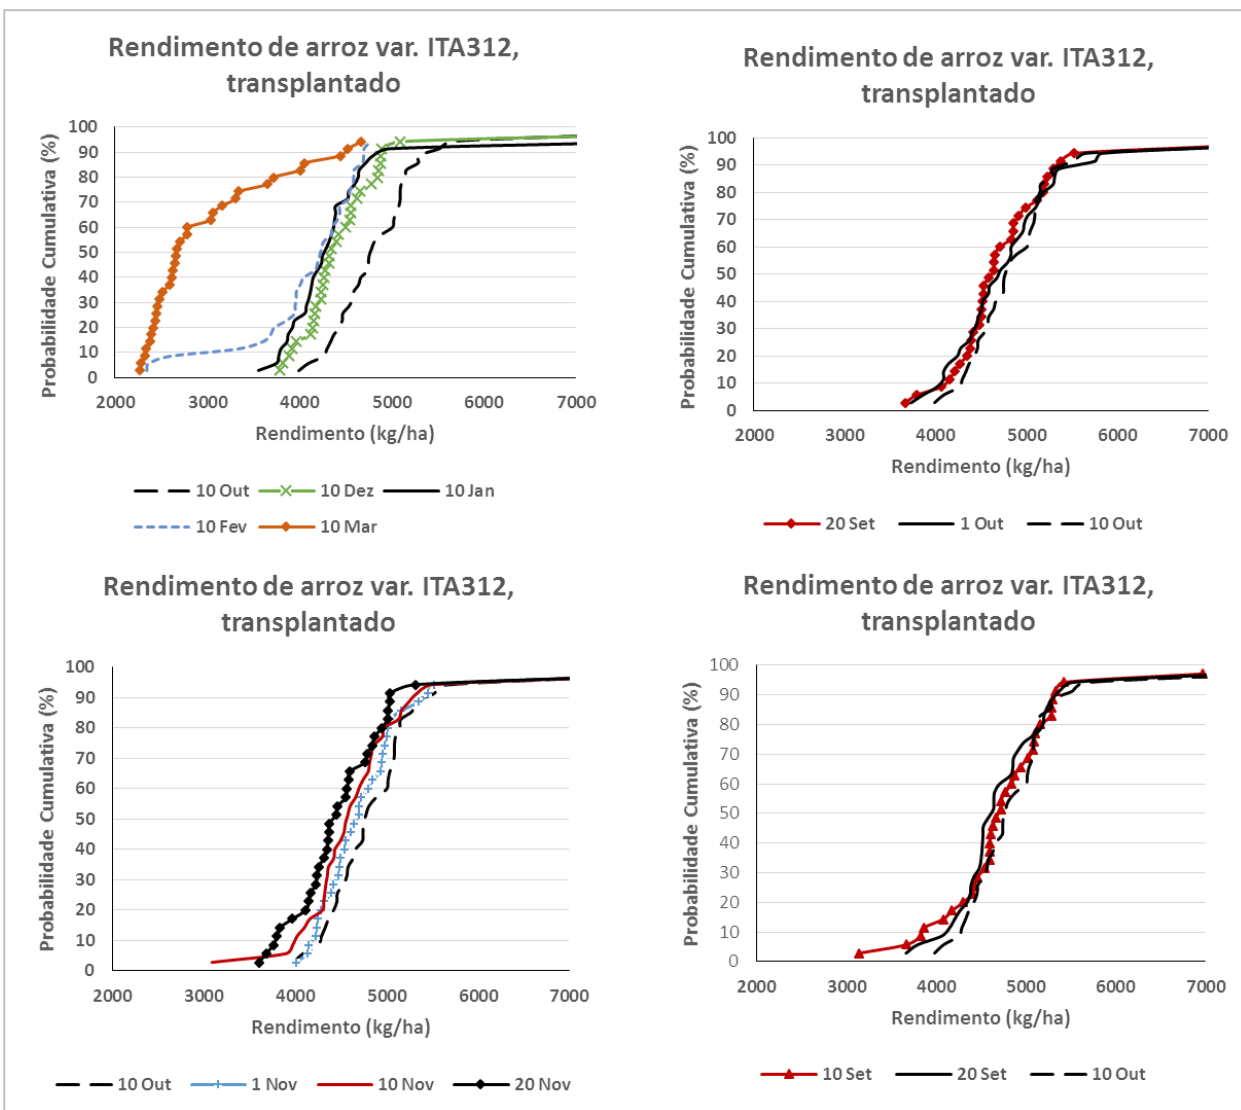 Rendimento de arroz var. ITA312,
transplantado
Probabilidade Cumulativa (%)
100
90
80
70
60
50
40
30
20
10
0
2000 3000 4000 5000 6000 7000
Rendimento (kg/ha)
10 Out 10 Dez 10 Jan
10 Fev 10 Mar
Rendimento de arroz var. ITA312,
transplantado
Probabilidade Cumulativa (%)
100
90
80
70
60
50
40
30
20
10
0
2000 3000 4000 5000 6000 7000
Rendimento (kg/ha)
20 Set 1 Out 10 Out
Rendimento de arroz var. ITA312,
transplantado
Probabilidade Cumulativa (%)
100
90
80
70
60
50
40
30
20
10
0
2000 3000 4000 5000 6000 7000
Rendimento (kg/ha)
10 Out 1 Nov 10 Nov 20 Nov
Rendimento de arroz var. ITA312,
transplantado
Probabilidade Cumulativa (%)
100
90
80
70
60
50
40
30
20
10
0
2000 3000 4000 5000 6000 7000
Rendimento (kg/ha)
10 Set 20 Set 10 Out